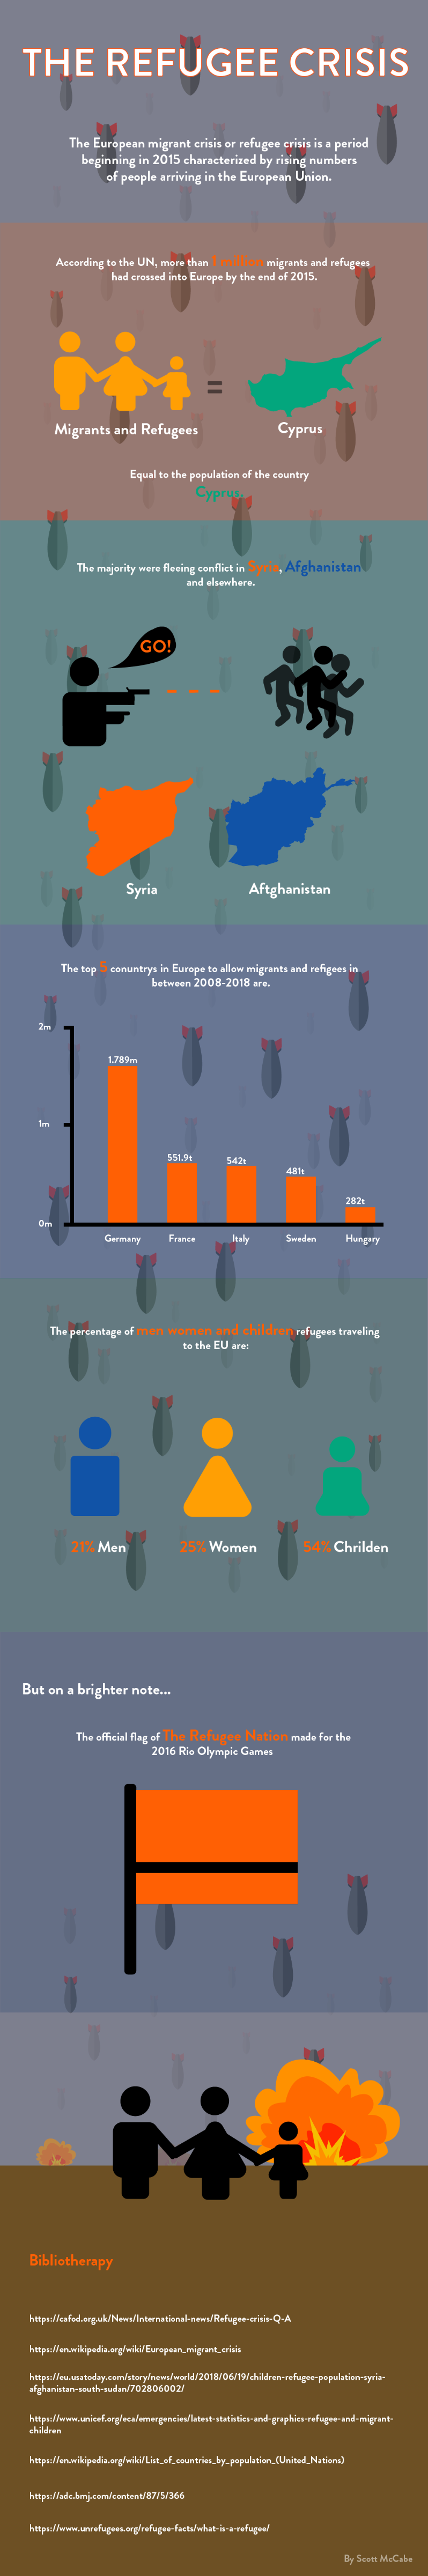 THE REFUGEE CRISIS
The European migrant crisis or refugee crisis is a period
beginning in 2015 characterized by rising numbers
of people arriving in the European Union.
According to the UN, more than 1 million migrants and refugees
had crossed into Europe by the end of 2015.
=
Migrants and Refugees
Cyprus
Equal to the population of the country
Cyprus.
The majority were fleeing conflict in Syria, Afghanistan
and elsewhere.
GO!
Syria
Aftghanistan
The top 5 conuntrys in Europe to allow migrants and refigees in
between 2008-2018 are.
2m
1m
0m
1.789m
551.9t
542t
481t
282t
Germany
France
Italy
Sweden
Hungary
The percentage of men women and children refugees traveling
to the EU are:
21% Men
25% Women
54% Chrilden
But on a brighter note...
The official flag of The Refugee Nation made for the
2016 Rio Olympic Games
Bibliotherapy
https://cafod.org.uk/News/International-news/Refugee-crisis-Q-A
https://en.wikipedia.org/wiki/European_migrant_crisis
https://eu.usatoday.com/story/news/world/2018/06/19/children-refugee-population-syria-
afghanistan-south-sudan/702806002/
https://www.unicef.org/eca/emergencies/latest-statistics-and-graphics-refugee-and-migrant-
children
https://en.wikipedia.org/wiki/List_of_countries_by_population_(United_Nations)
https://adc.bmj.com/content/87/5/366
https://www.unrefugees.org/refugee-facts/what-is-a-refugee/
By Scott McCabe